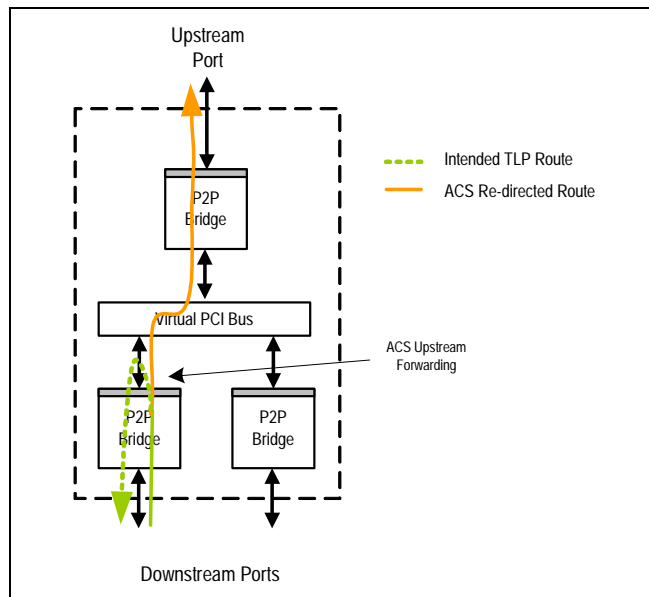 Upstream
Port
Intended TLP Route
ACS Re-directed Route
P2P
Bridge
Virtual PCI Bus
ACS Upstream
Forwarding
P2P
Bridge
P2P
Bridge
Downstream Ports